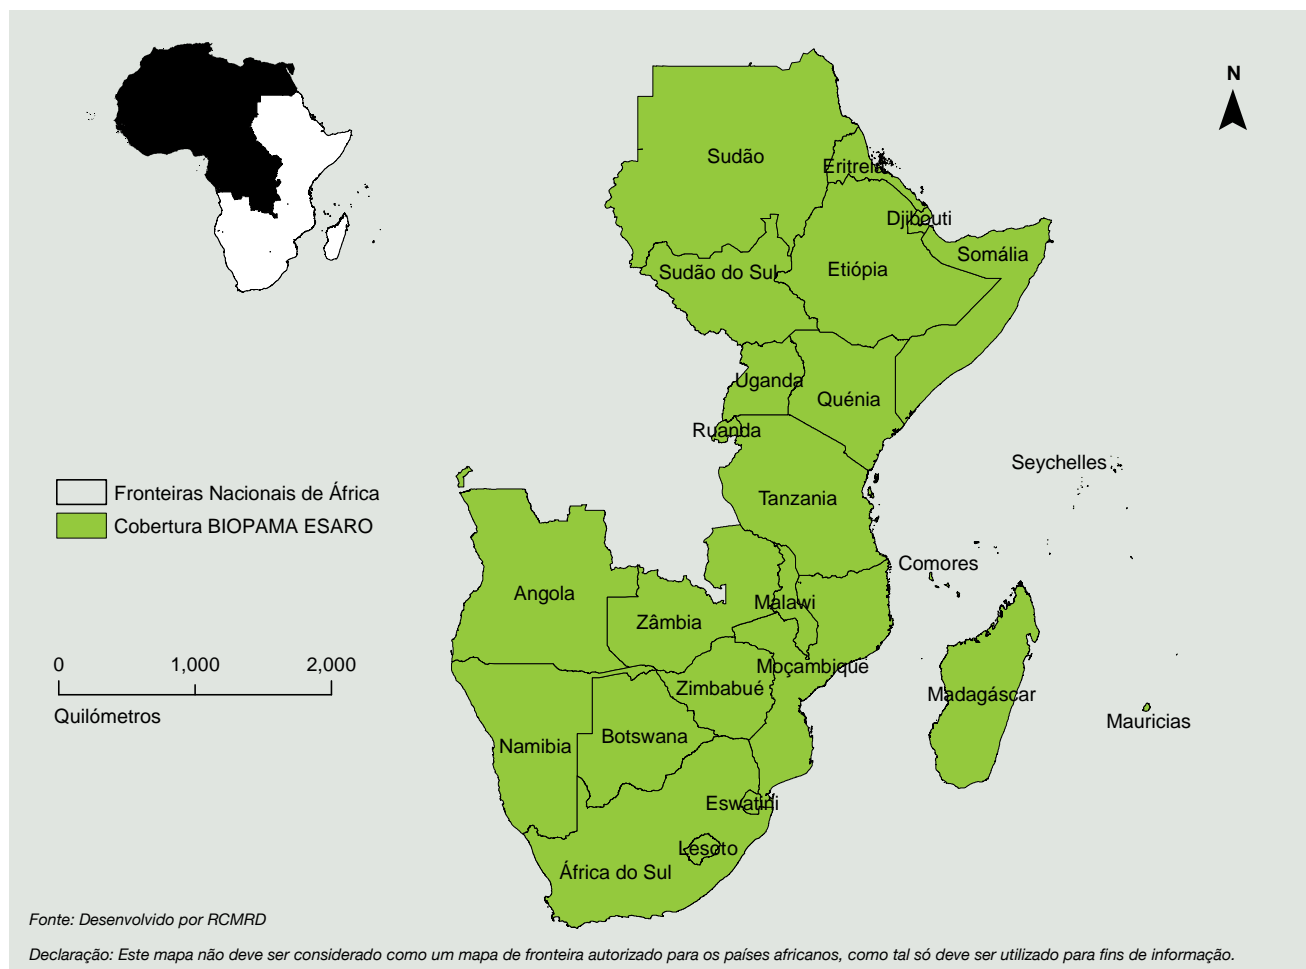 N
Sudão
Eritreia
Djibouti
Somália
Sudão do Sul
Etiópia
Uganda
Quénia
Ruanda
Seychelles
Tanzania
Fronteiras Nacionais de África
Cobertura BIOPAMA ESARO
Comores
Angola
Malawi
Zâmbia
0 1,000 2,000
Quilómetros
Moçambique
Zimbabué
Madagáscar
Mauricias
Botswana
Namibia
Eswatini
Lesoto
África do Sul
Fonte: Desenvolvido por RCMRD
Declaração: Este mapa não deve ser considerado como um mapa de fronteira autorizado para os países africanos, como tal só deve ser utilizado para fins de informação.